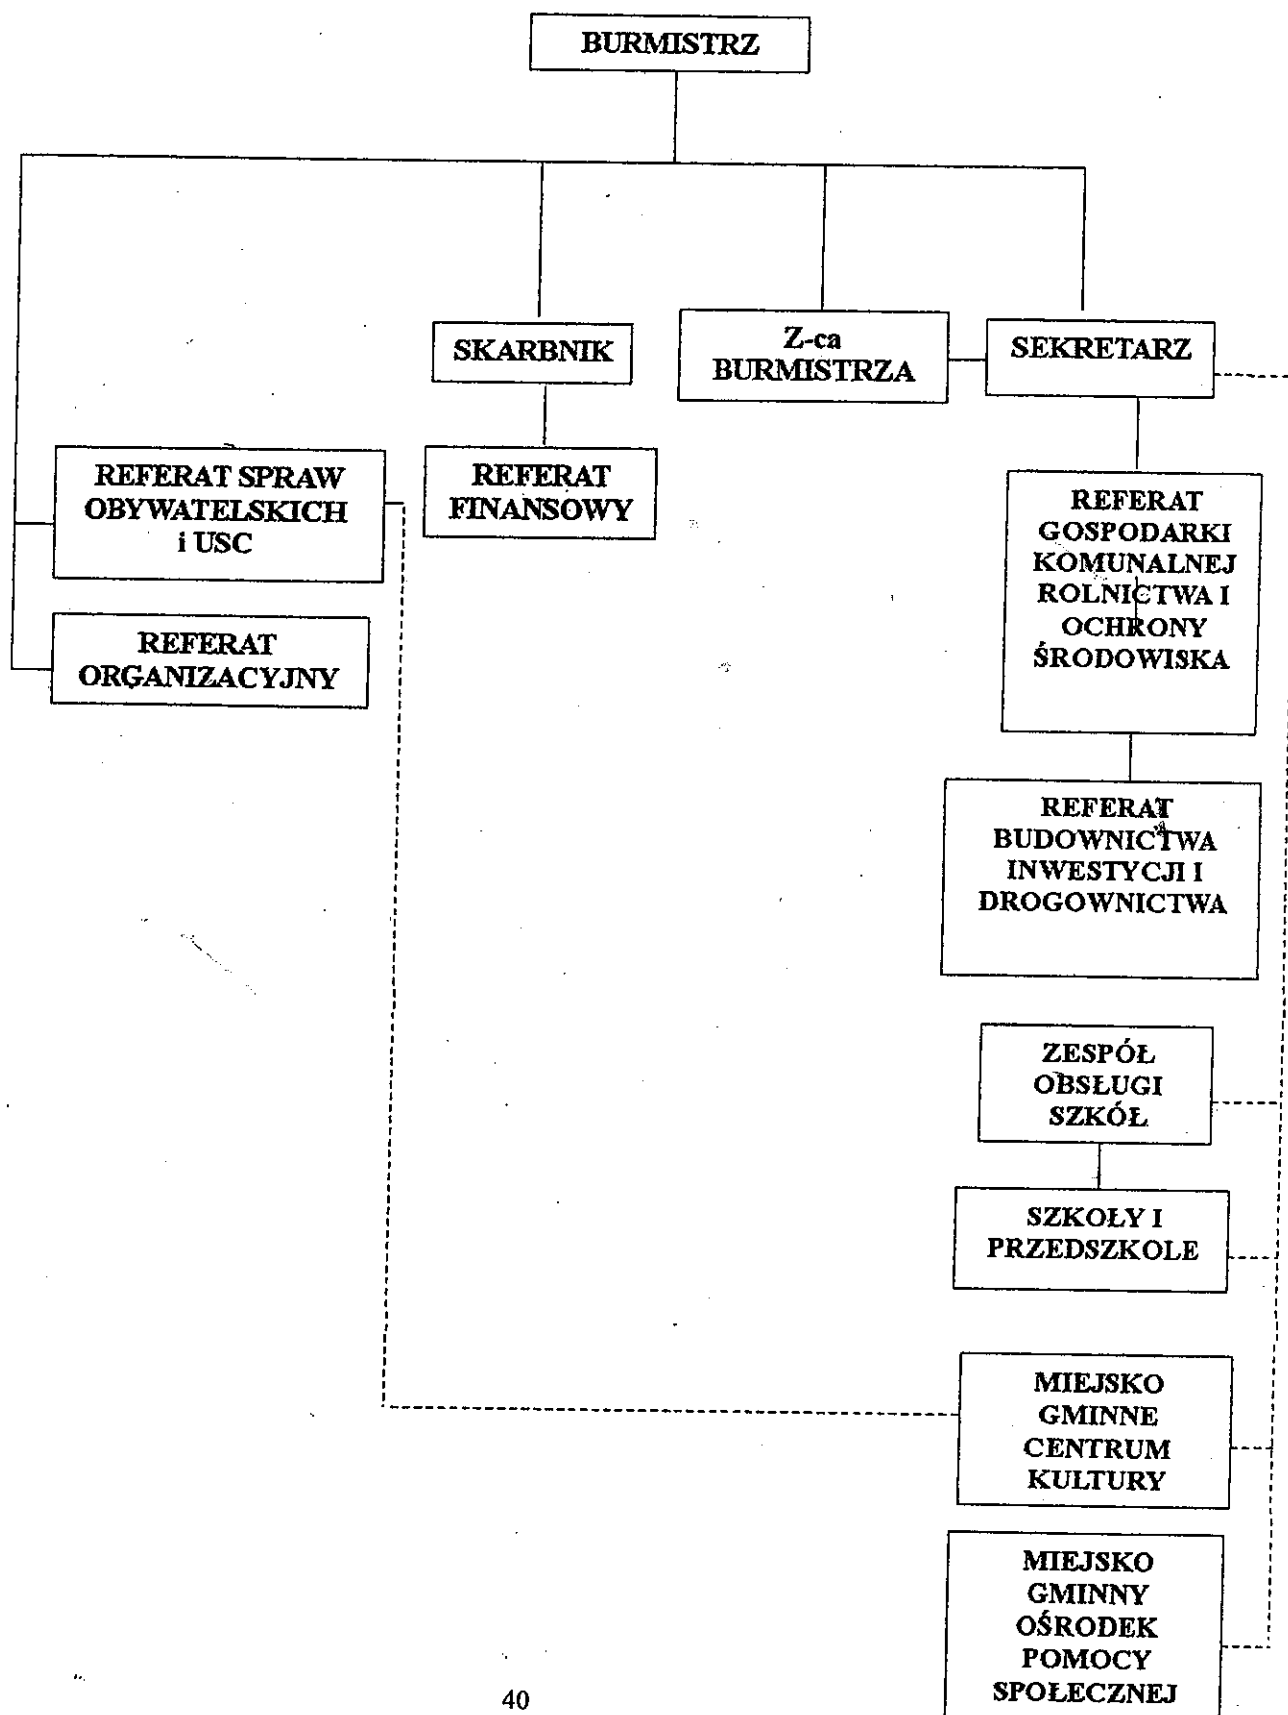 BURMISTRZ
SKARBNIK
Z-ca
BURMISTRZA
SEKRETARZ
REFERAT SPRAW
OBYWATELSKICH
i USC
REFERAT
FINANSOWY
REFERAT
GOSPODARKI
KOMUNALNEJ
ROLNICTWA I
OCHRONY
ŚRODOWISKA
REFERAT
ORGANIZACYJNY
REFERAT
BUDOWNICTWA
INWESTYCJI I
DROGOWNICTWA
ZESPÓŁ
OBSŁUGI
SZKÓŁ
SZKOŁY I
PRZEDSZKOLE
MIEJSKO
GMINNE
CENTRUM
KULTURY
MIEJSKO
GMINNY
OŚRODEK
POMOCY
SPOŁECZNEJ
40